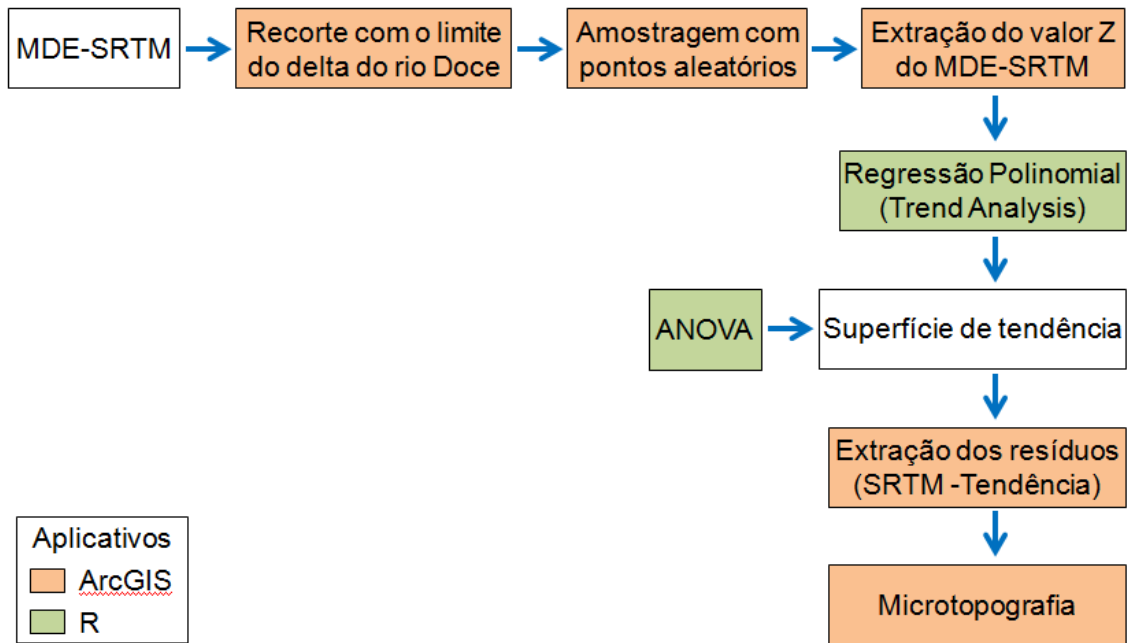 MDE-SRTM
Recorte com o limite
do delta do rio Doce
Amostragem com
pontos aleatórios
Extração do valor Z
do MDE-SRTM
Regressão Polinomial
(Trend Analysis)
ANOVA
Superfície de tendência
Extração dos resíduos
(SRTM -Tendência)
Microtopografia
Aplicativos
ArcGIS
R